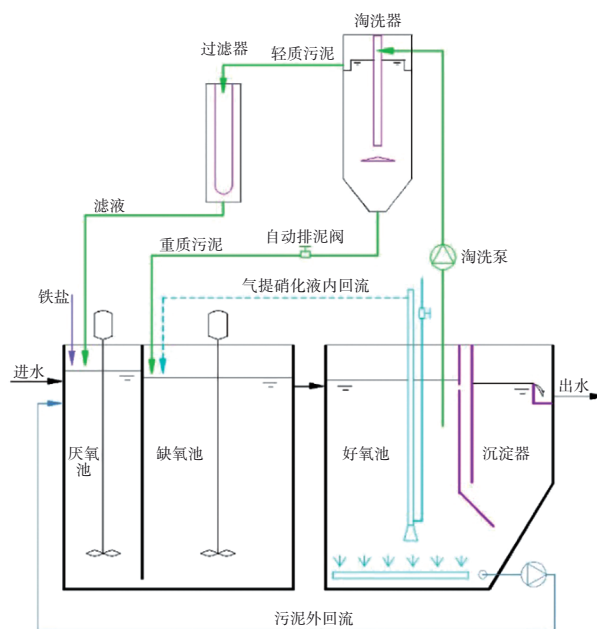 淘洗器
过滤器
轻质污泥
滤液
重质污泥
自动排泥阀
淘洗泵
气提硝化液内回流
铁盐
进水
出水
厌氧
池
缺氧池
好氧池
沉淀器
污泥外回流